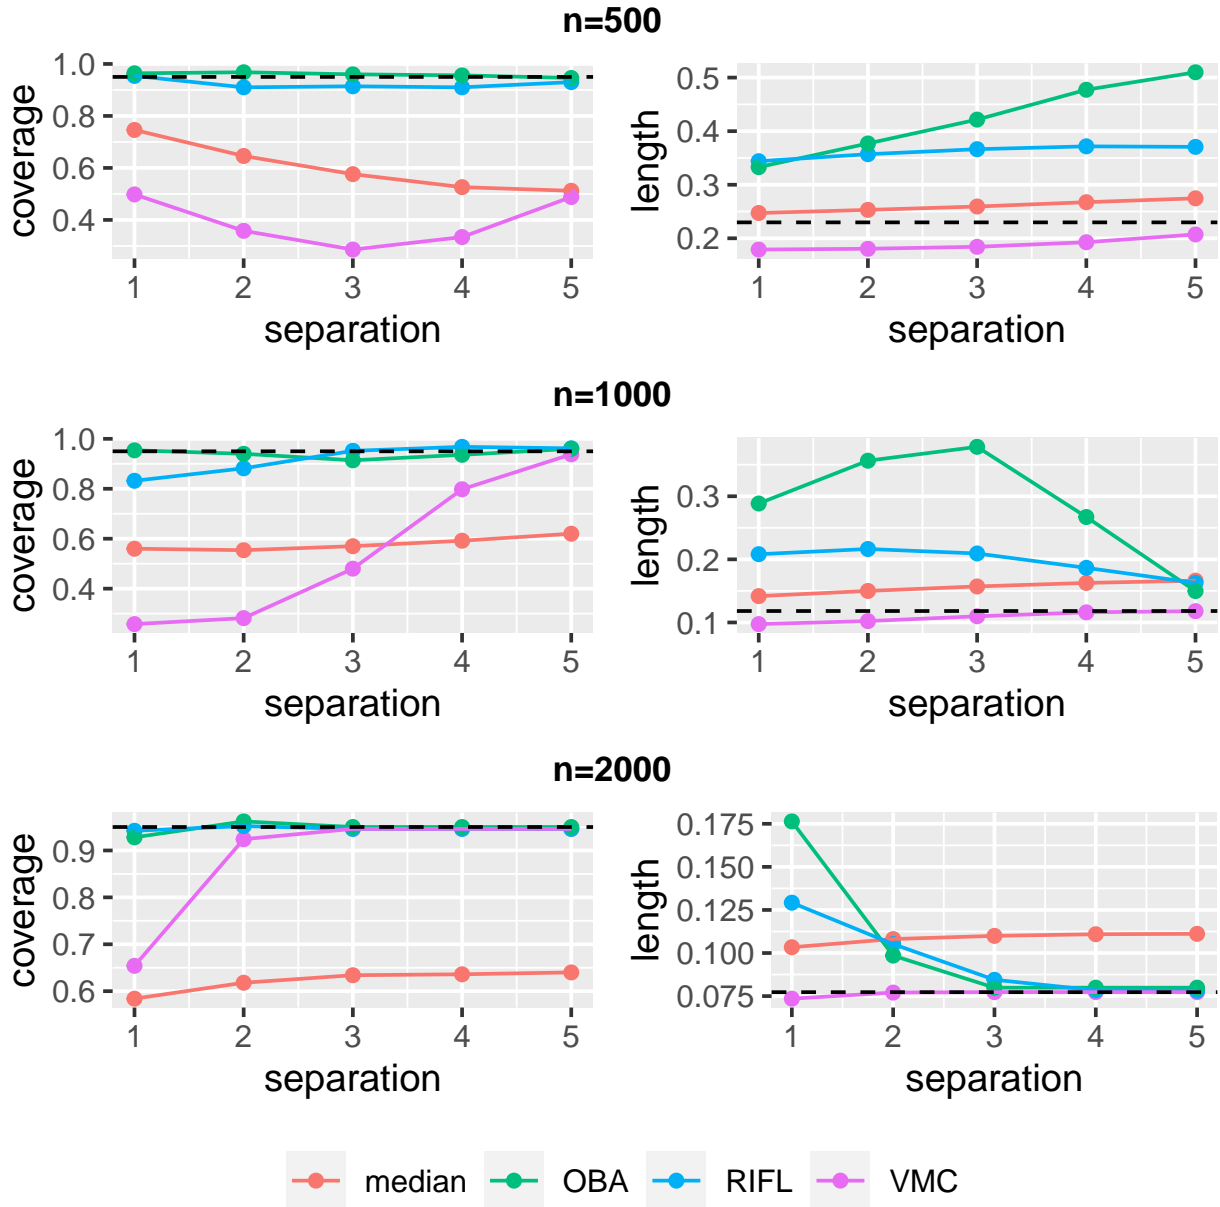 n=500
coverage
1.0
0.8
0.6
0.4
1 2 3 4 5
separation
length
0.5
0.4
0.3
0.2
1 2 3 4 5
separation
n=1000
coverage
1.0
0.8
0.6
0.4
1 2 3 4 5
separation
length
0.3
0.2
0.1
1 2 3 4 5
separation
n=2000
coverage
0.9
0.8
0.7
0.6
1 2 3 4 5
separation
length
0.175
0.150
0.125
0.100
0.075
1 2 3 4 5
separation
median OBA RIFL VMC